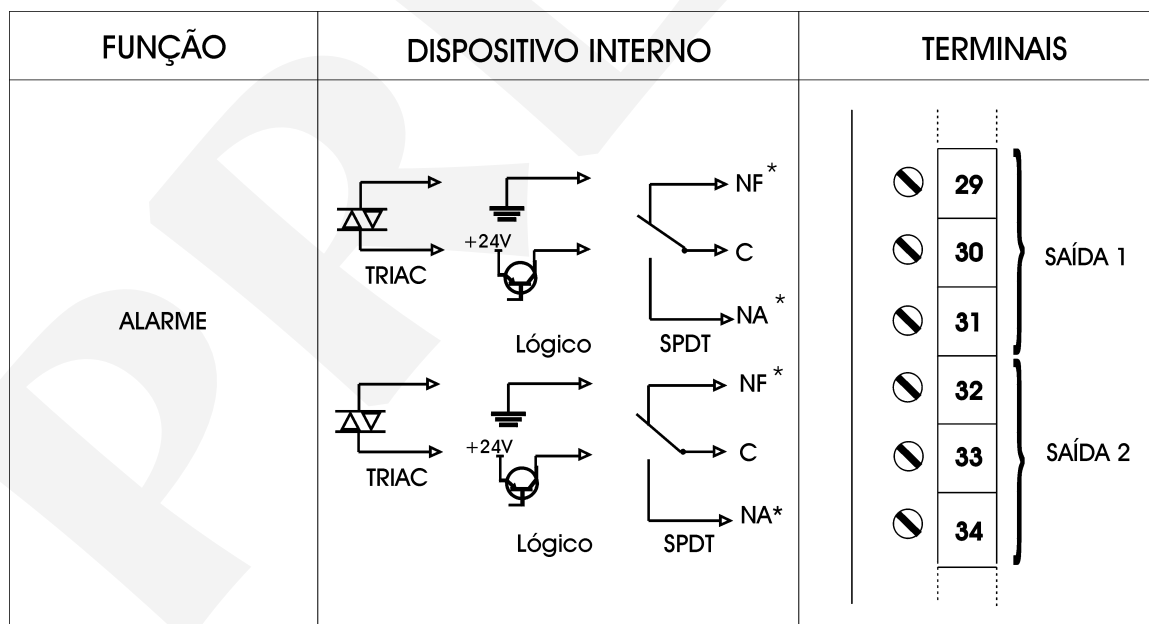 FUNÇÃO
DISPOSITIVO INTERNO
TERMINAIS
ALARME
TRIAC
+24V
Lógico
NF*
C
NA*
SPDT
TRIAC
+24V
Lógico
NF*
C
NA*
SPDT
29
30
31
SAÍDA 1
32
33
34
SAÍDA 2